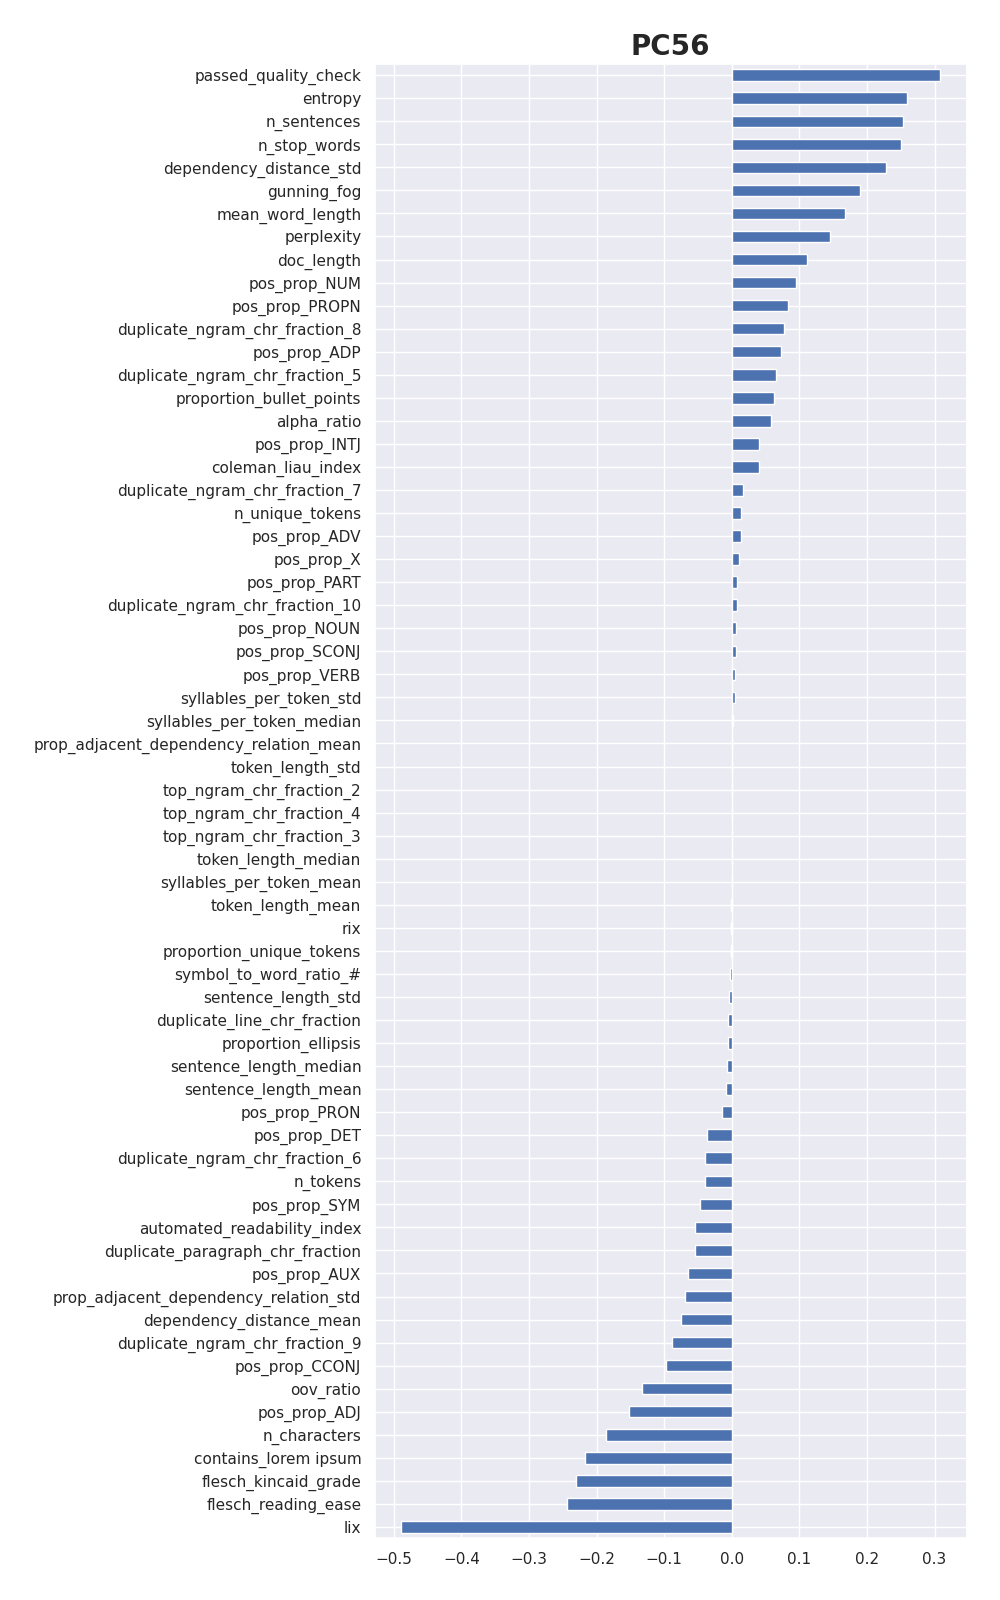 PC56
passed_quality_check
entropy
n_sentences
n_stop_words
dependency_distance_std
gunning_fog
mean_word_length
perplexity
doc_length
pos_prop_NUM
pos_prop_PROPN
duplicate_ngram_chr_fraction_8
pos_prop_ADP
duplicate_ngram_chr_fraction_5
proportion_bullet_points
alpha_ratio
pos_prop_INTJ
coleman_liau_index
duplicate_ngram_chr_fraction_7
n_unique_tokens
pos_prop_ADV
pos_prop_X
pos_prop_PART
duplicate_ngram_chr_fraction_10
pos_prop_NOUN
pos_prop_SCONJ
pos_prop_VERB
syllables_per_token_std
syllables_per_token_median
prop_adjacent_dependency_relation_mean
token_length_std
top_ngram_chr_fraction_2
top_ngram_chr_fraction_4
top_ngram_chr_fraction_3
token_length_median
syllables_per_token_mean
token_length_mean
rix
proportion_unique_tokens
symbol_to_word_ratio_#
sentence_length_std
duplicate_line_chr_fraction
proportion_ellipsis
sentence_length_median
sentence_length_mean
pos_prop_PRON
pos_prop_DET
duplicate_ngram_chr_fraction_6
n_tokens
pos_prop_SYM
automated_readability_index
duplicate_paragraph_chr_fraction
pos_prop_AUX
prop_adjacent_dependency_relation_std
dependency_distance_mean
duplicate_ngram_chr_fraction_9
pos_prop_CCONJ
oov_ratio
pos_prop_ADJ
n_characters
contains_lorem ipsum
flesch_kincaid_grade
flesch_reading_ease
lix
−0.5 −0.4 −0.3 −0.2 −0.1 0.0 0.1 0.2 0.3